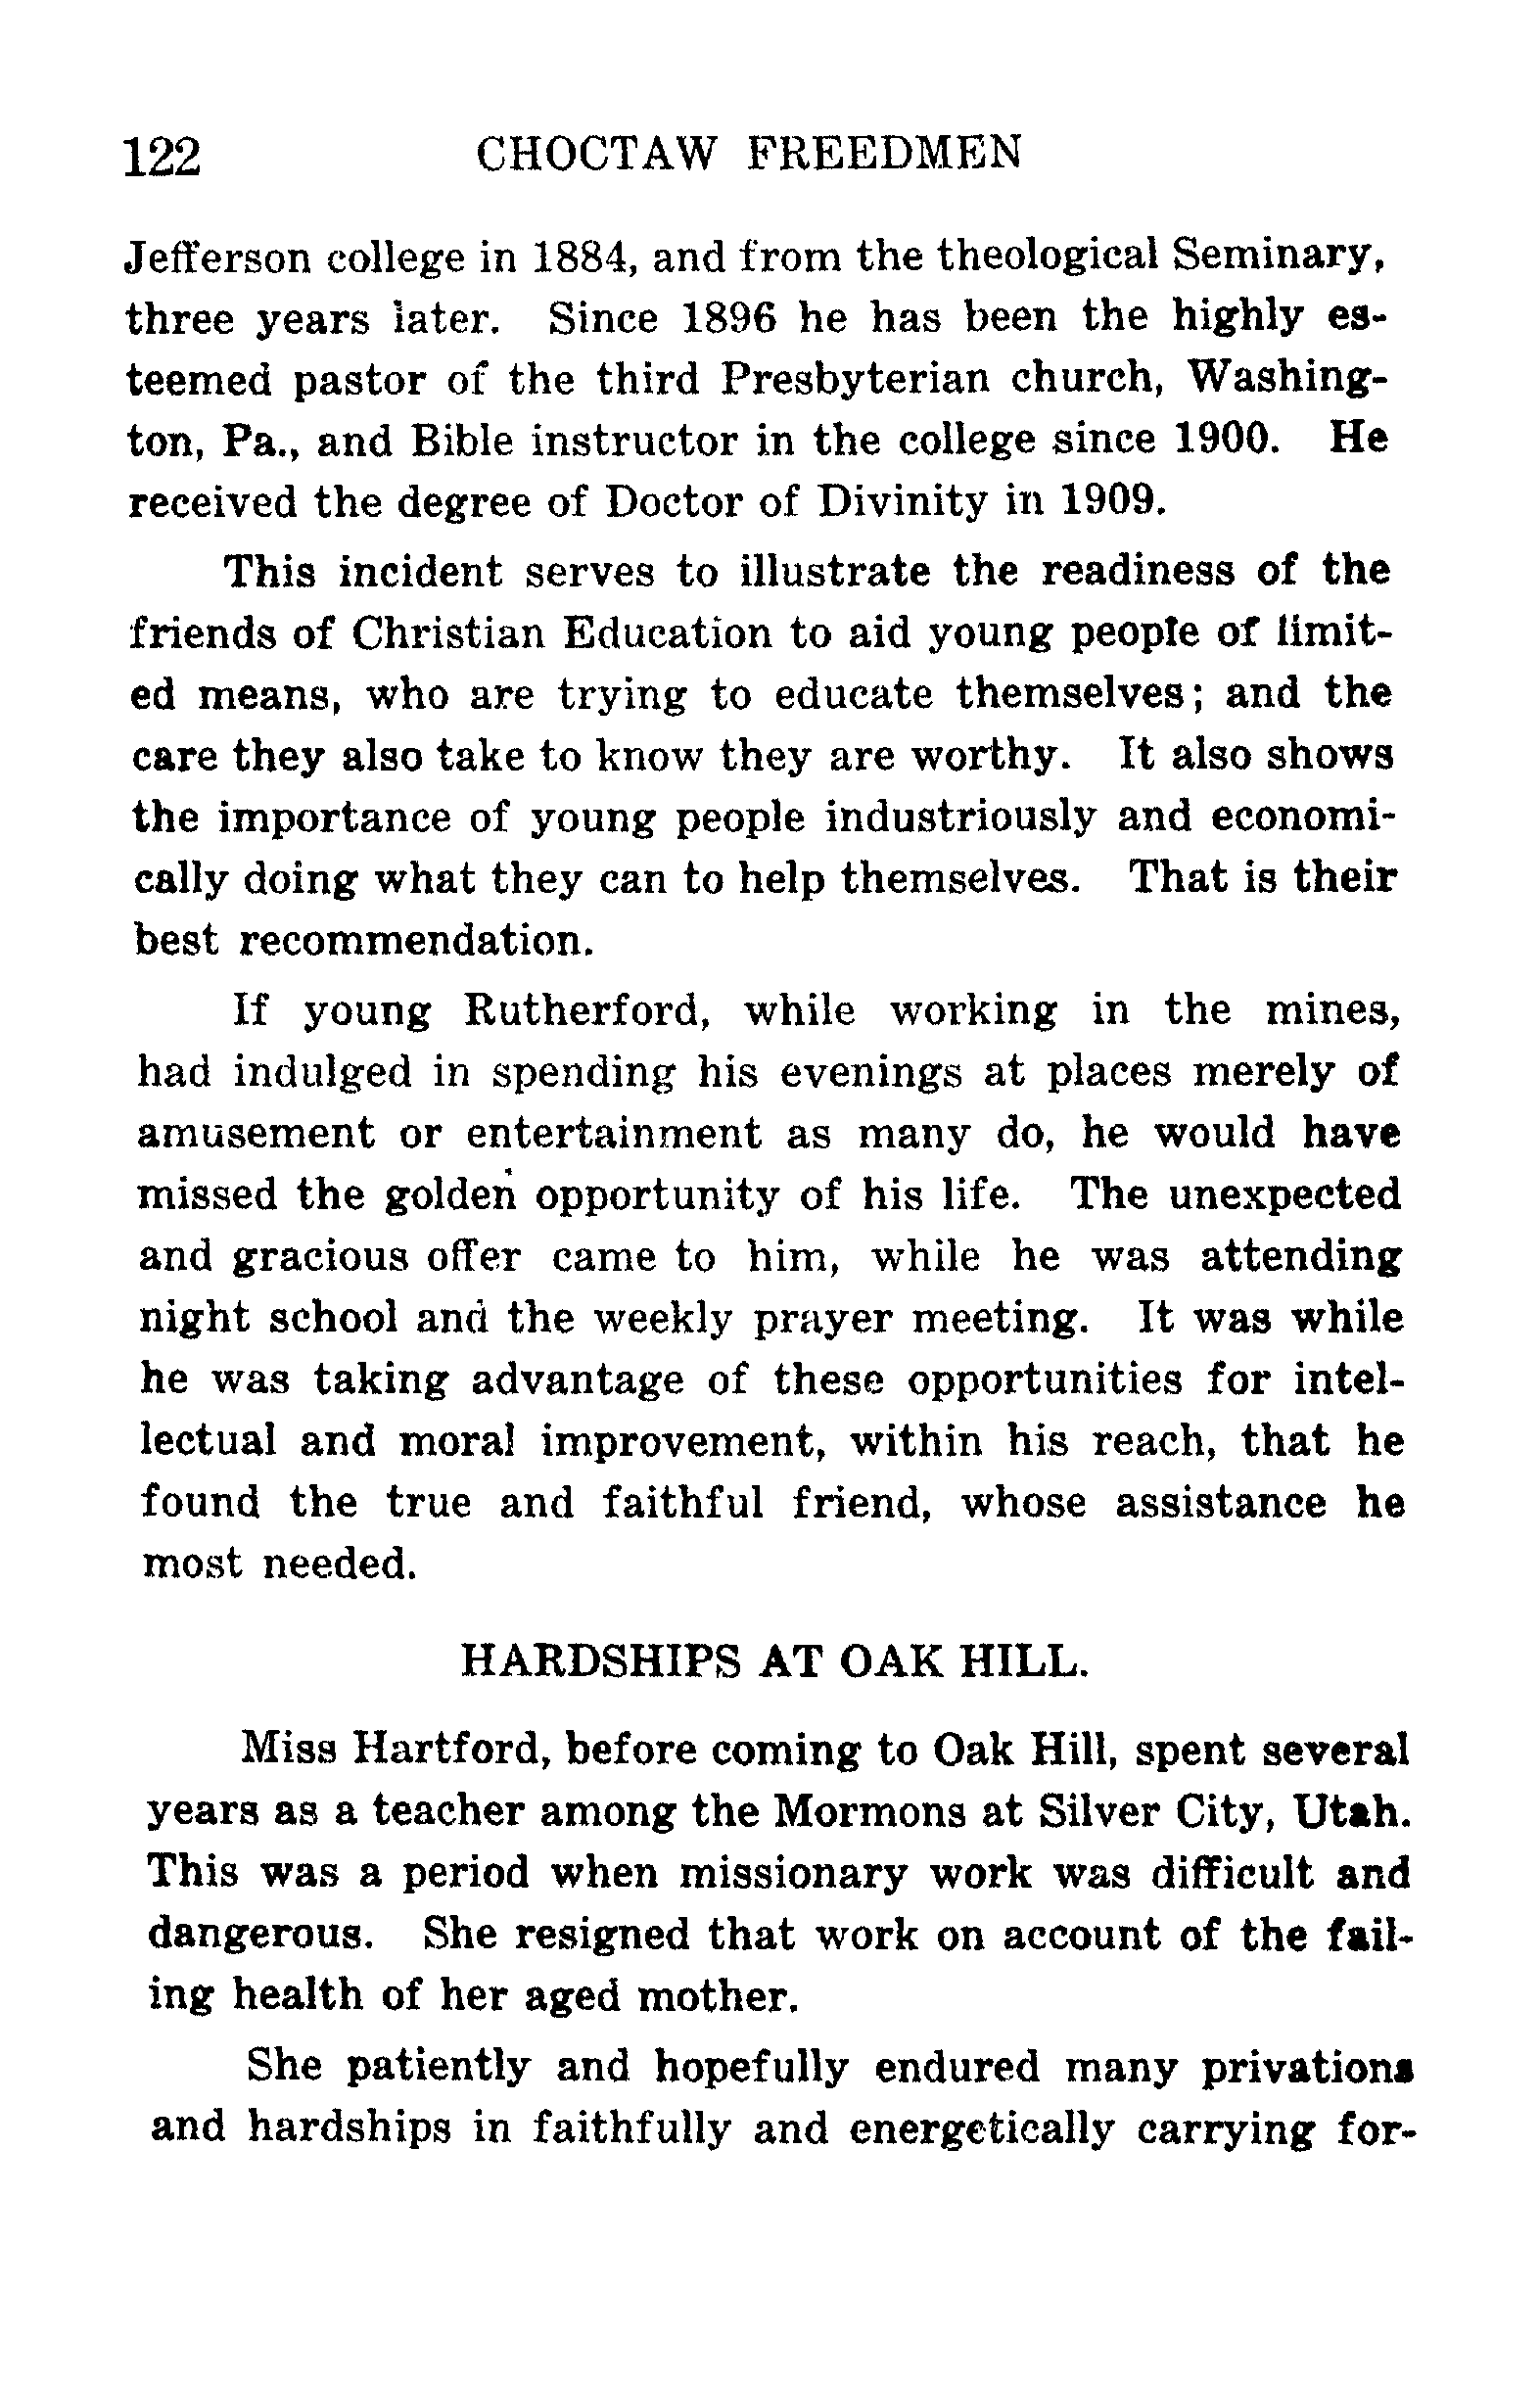 122 CHOCTAW FREEDMEN
Jefferson college in 1884, and from the theological Seminary,
three years later. Since 1896 he has been the highly es-
teemed pastor of the third Presbyterian church, Washing-
ton, Pa., and Bible instructor in the college since 1900. He
received the degree of Doctor of Divinity in 1909.
This incident serves to illustrate the readiness of the
friends of Christian Education to aid young people of limit-
ed means, who are trying to educate themselves; and the
care they also take to know they are worthy. It also shows
the importance of young people industriously and economi-
cally doing what they can to help themselves. That is their
best recommendation.
If young Rutherford, while working in the mines,
had indulged in spending his evenings at places merely of
amusement or entertainment as many do, he would have
missed the golden opportunity of his life. The unexpected
and gracious offer came to him, while he was attending
night school and the weekly prayer meeting. It was while
he was taking advantage of these opportunities for intel-
lectual and moral improvement, within his reach, that he
found the true and faithful friend, whose assistance he
most needed.
HARDSHIPS AT OAK HILL.
Miss Hartford, before coming to Oak Hill, spent several
years as a teacher among the Mormons at Silver City, Utah.
This was a period when missionary work was difficult and
dangerous. She resigned that work on account of the fail-
ing health of her aged mother.
She patiently and hopefully endured many privations
and hardships in faithfully and energetically carrying for-